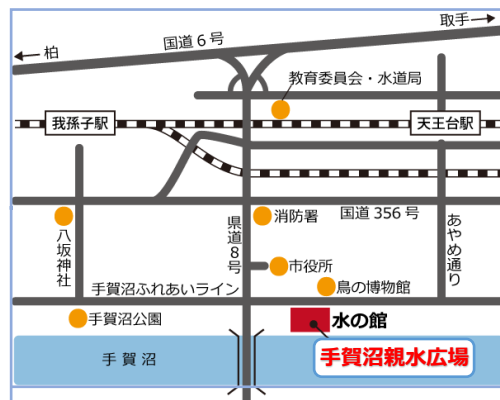 取手
柏
国道6号
教育委員会・水道局
我孫子駅
天王台駅
消防署
国道356号
八坂神社
県道8号
あやめ通り
市役所
手賀沼ふれあいライン
鳥の博物館
手賀沼公園
水の館
手賀沼
手賀沼親水広場